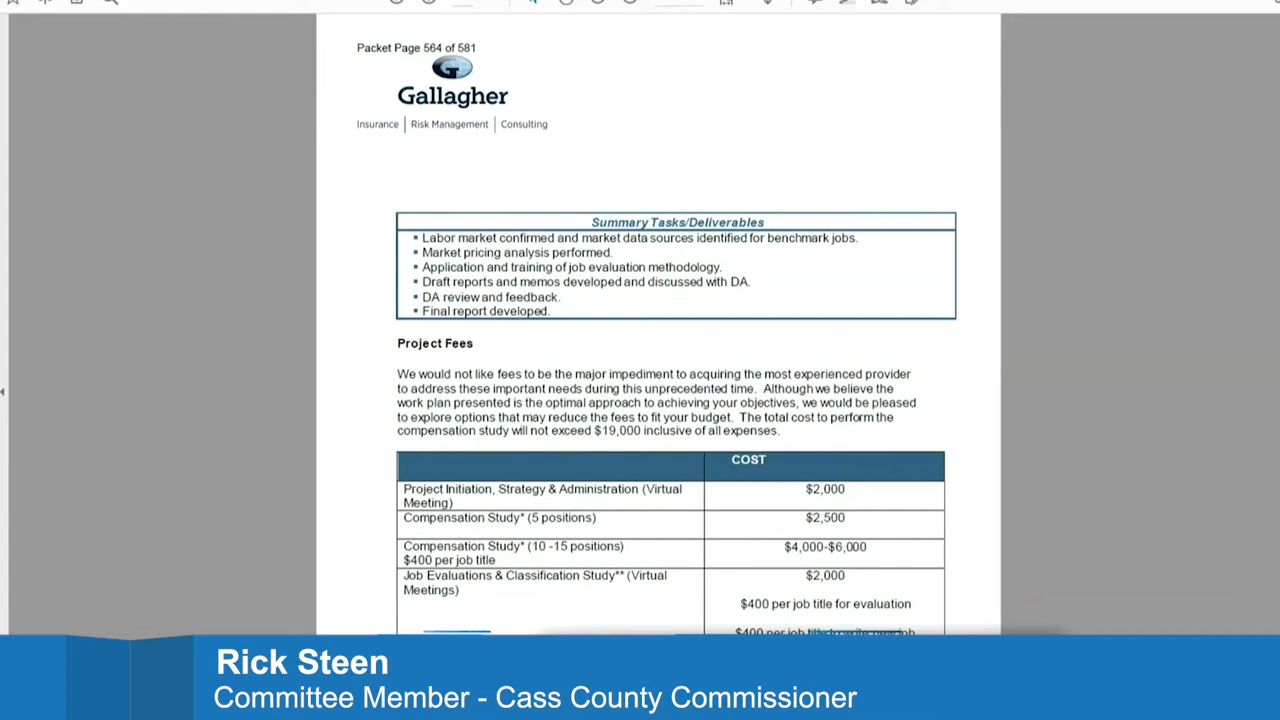 Packet Page 564 of 581
G
Gallagher
Insurance | Risk Management | Consulting
Summary Tasks/Deliverables
▪ Labor market confirmed and market data sources identified for benchmark jobs.
▪ Market pricing analysis performed.
▪ Application and training of job evaluation methodology.
▪ Draft reports and memos developed and discussed with DA.
▪ DA review and feedback.
▪ Final report developed.
Project Fees
We would not like fees to be the major impediment to acquiring the most experienced provider
to address these important needs during this unprecedented time. Although we believe the
work plan presented is the optimal approach to achieving your objectives, we would be pleased
to explore options that may reduce the fees to fit your budget. The total cost to perform the
compensation study will not exceed $19,000 inclusive of all expenses.
COST
Project Initiation, Strategy & Administration (Virtual
Meeting)
$2,000
Compensation Study* (5 positions)
$2,500
Compensation Study* (10 -15 positions)
$400 per job title
$4,000-$6,000
Job Evaluations & Classification Study** (Virtual
Meetings)
$2,000
$400 per job title for evaluation
$400 per job title to write new job
Rick Steen
Committee Member - Cass County Commissioner